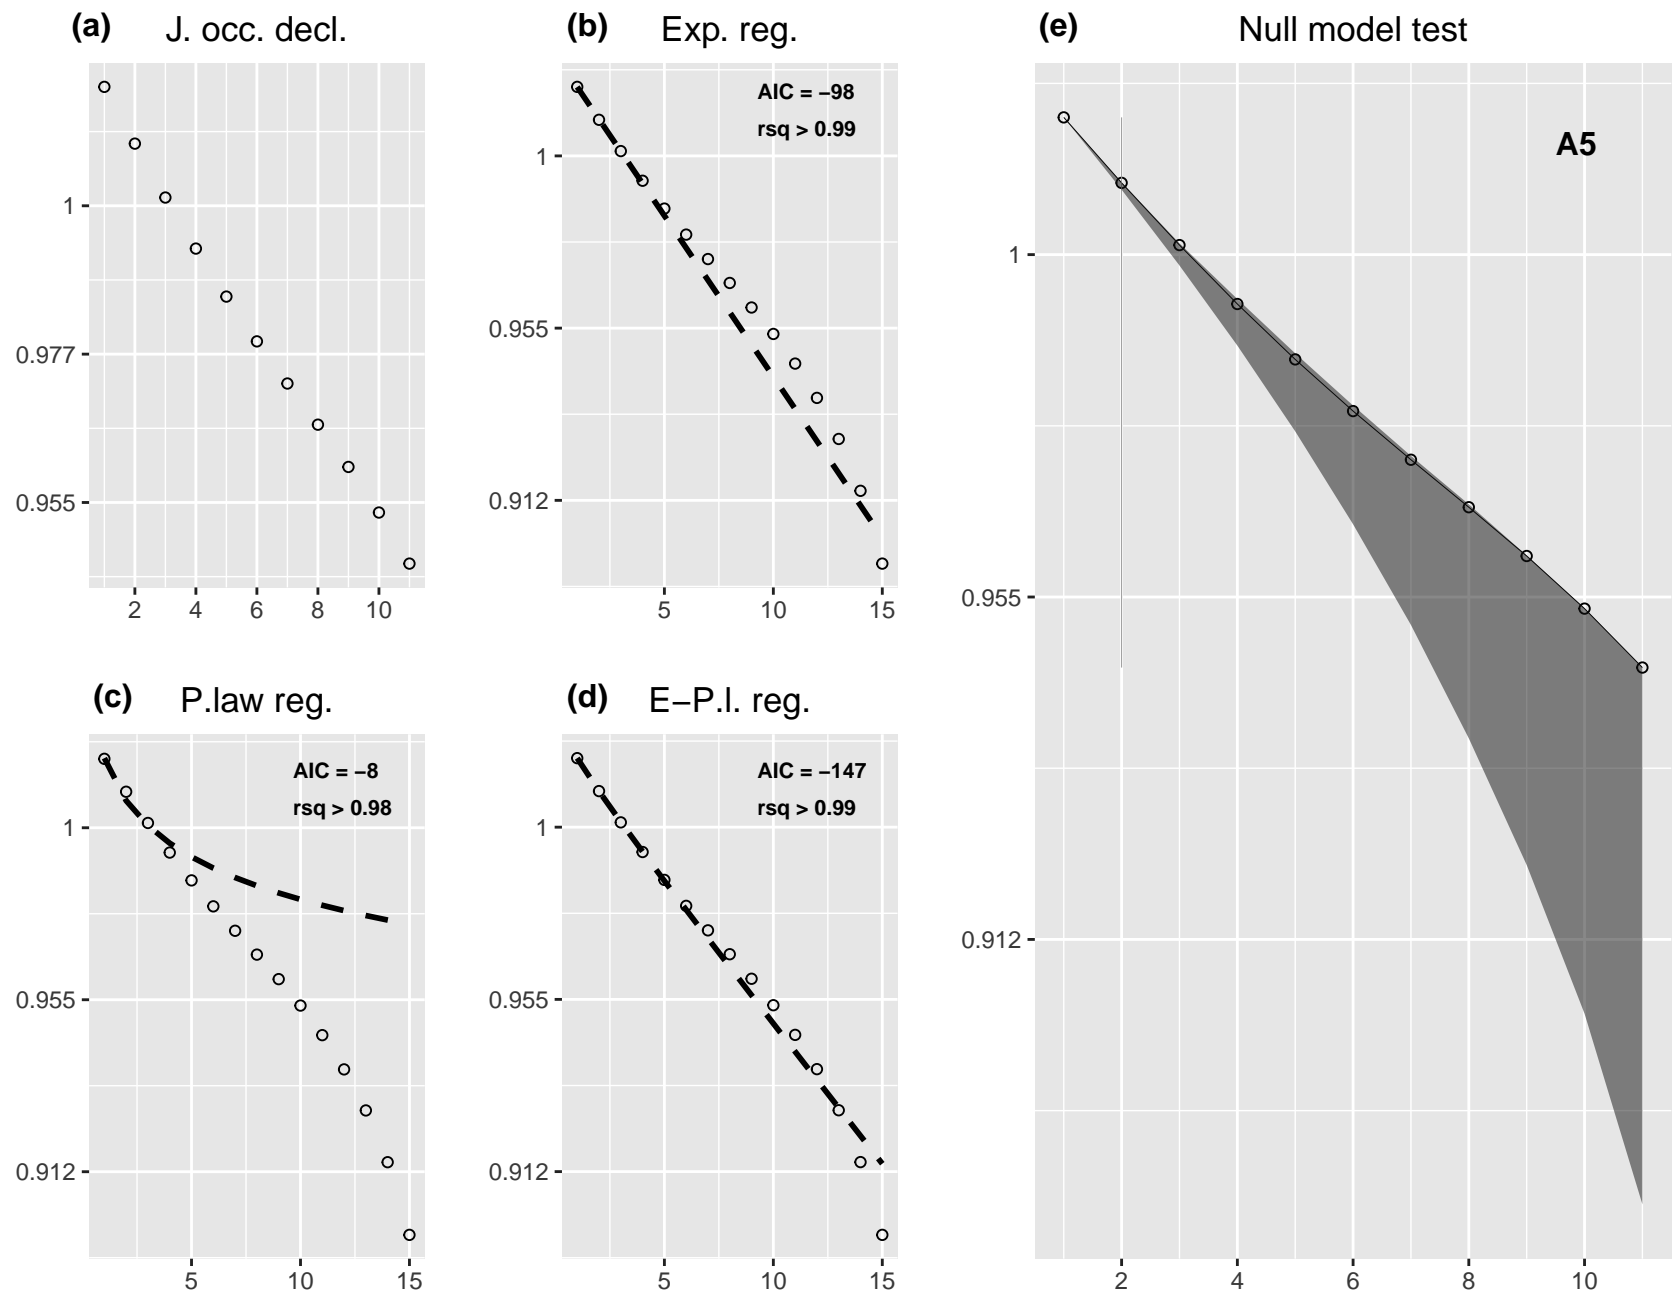 (a) J. occ. decl.
1
0.977
0.955
2 4 6 8 10
(b) Exp. reg.
AIC = −98
rsq > 0.99
1
0.955
0.912
5 10 15
(c) P.law reg.
AIC = −8
rsq > 0.98
1
0.955
0.912
5 10 15
(d) E−P.l. reg.
AIC = −147
rsq > 0.99
1
0.955
0.912
5 10 15
(e) Null model test
A5
1
0.955
0.912
2 4 6 8 10